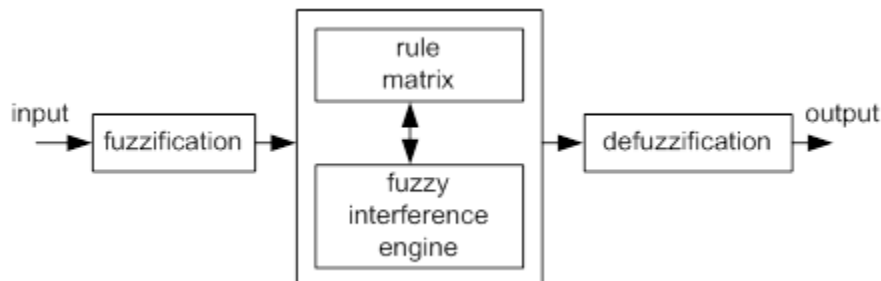 input
fuzzification
rule
matrix
fuzzy
interference
engine
defuzzification
output